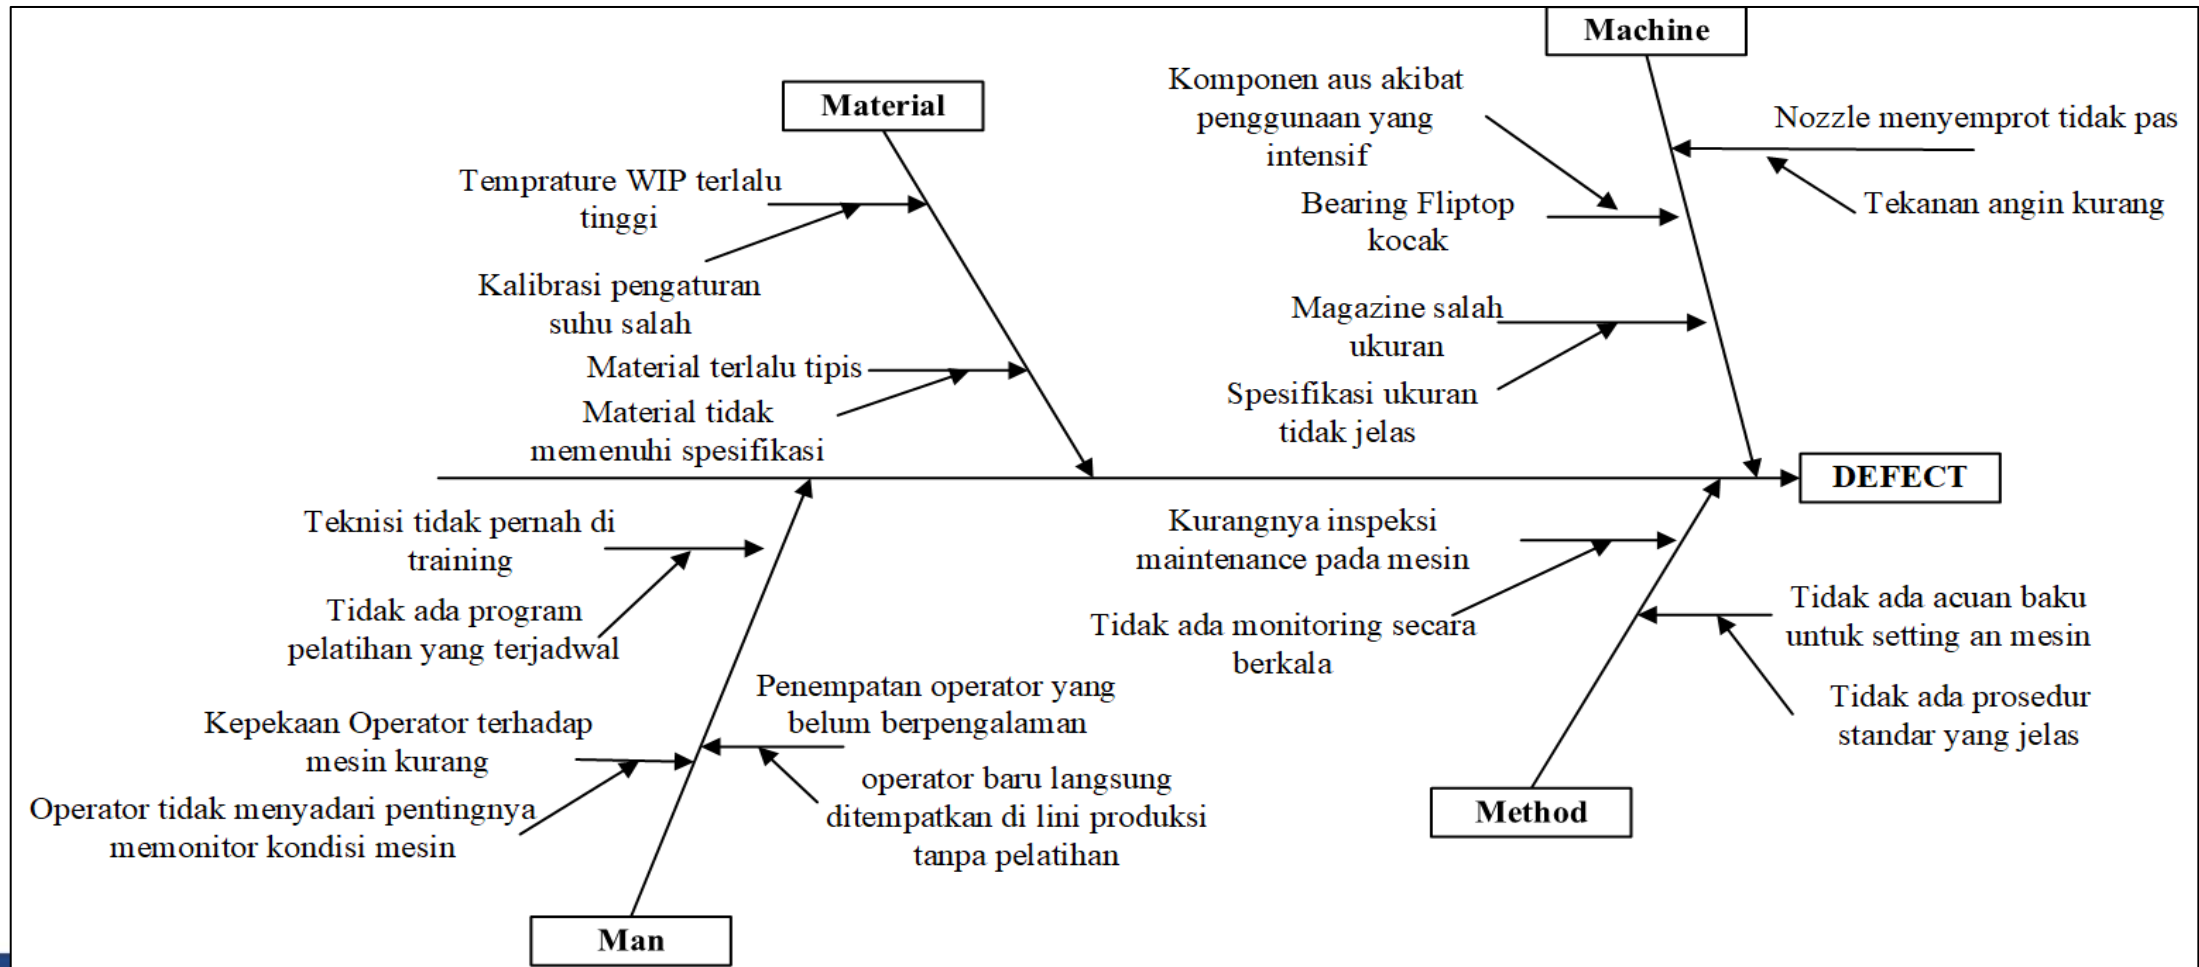 Machine
Komponen aus akibat
penggunaan yang
intensif
Nozzle menyemprot tidak pas
Tekanan angin kurang
Bearing Fliptop
kocak
Magazine salah
ukuran
Spesifikasi ukuran
tidak jelas
Material
Temprature WIP terlalu
tinggi
Kalibrasi pengaturan
suhu salah
Material terlalu tipis
Material tidak
memenuhi spesifikasi
DEFECT
Teknisi tidak pernah di
training
Tidak ada program
pelatihan yang terjadwal
Kepekaan Operator terhadap
mesin kurang
Operator tidak menyadari pentingnya
memonitor kondisi mesin
Penempatan operator yang
belum berpengalaman
operator baru langsung
ditempatkan di lini produksi
tanpa pelatihan
Man
Kurangnya inspeksi
maintenance pada mesin
Tidak ada monitoring secara
berkala
Tidak ada acuan baku
untuk setting an mesin
Tidak ada prosedur
standar yang jelas
Method